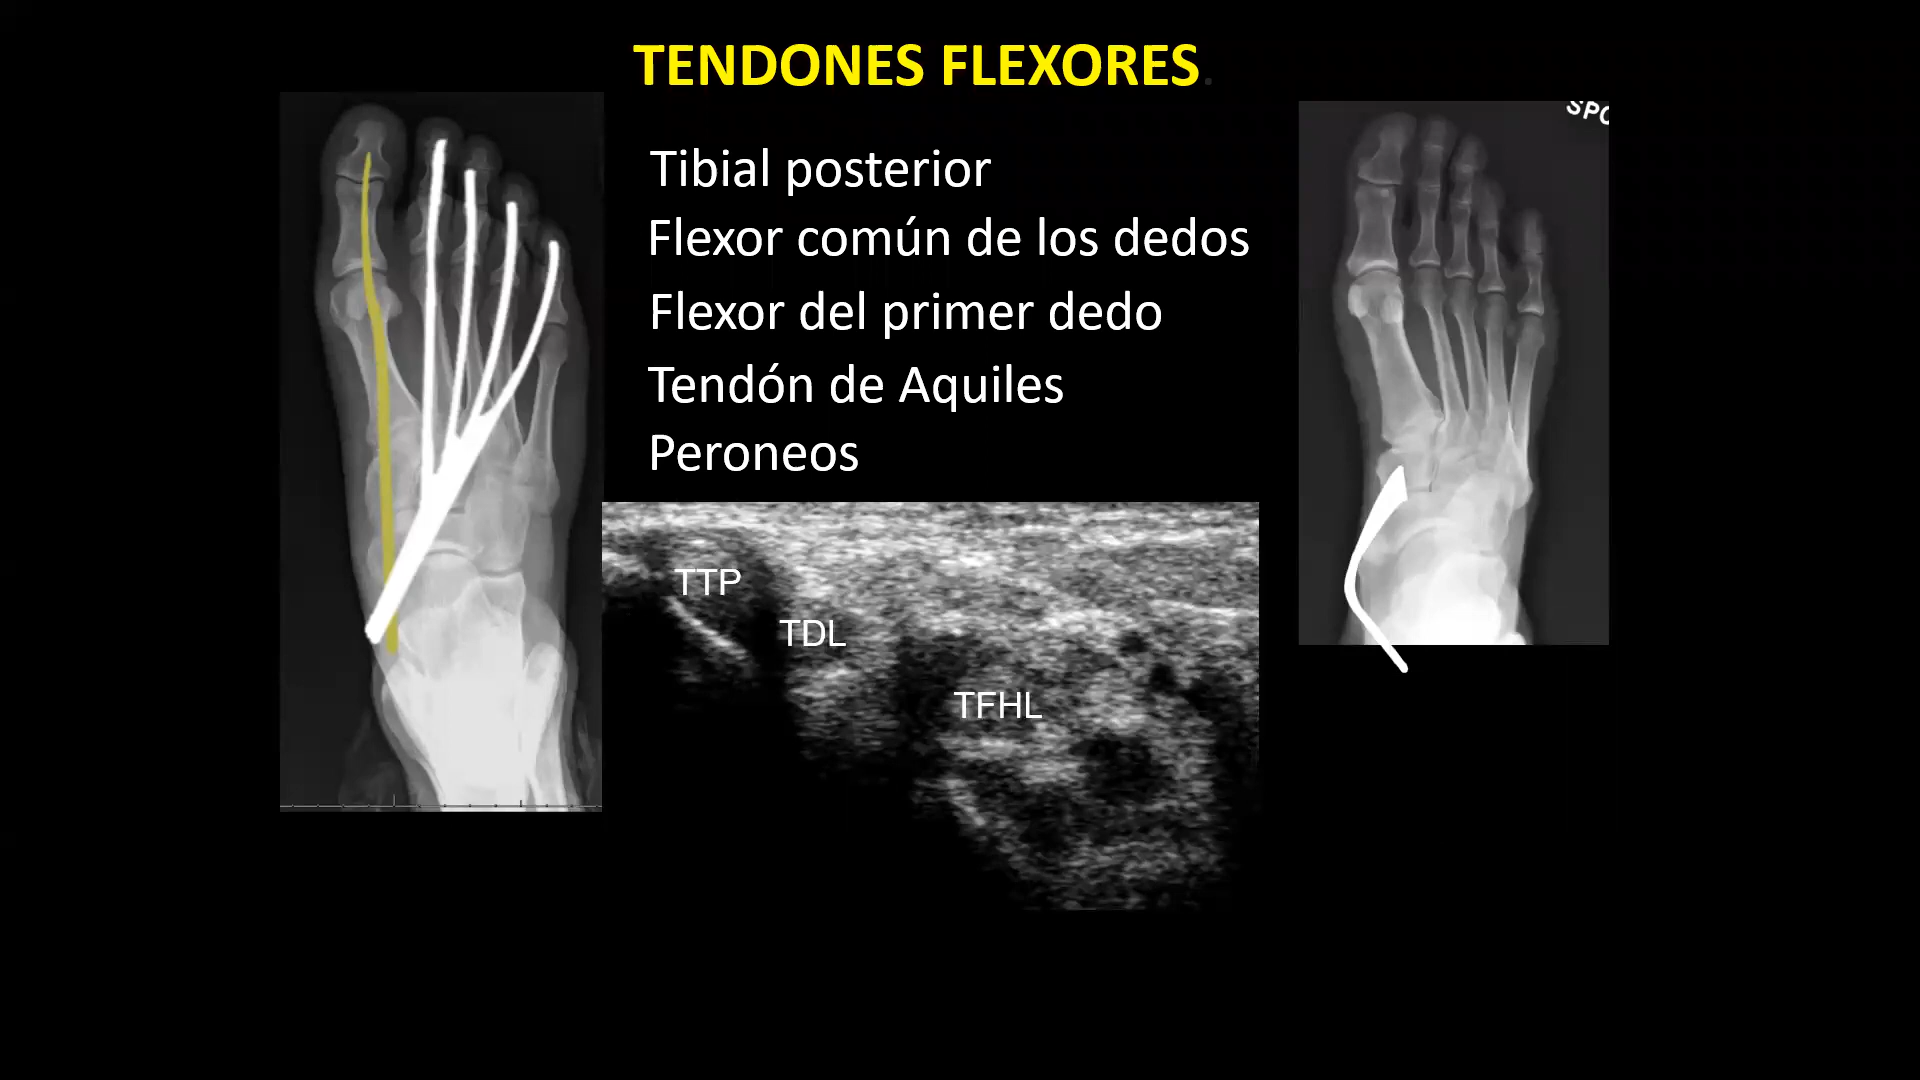 TENDONES FLEXORES.
Tibial posterior
Flexor común de los dedos
Flexor del primer dedo
Tendón de Aquiles
Peroneos
SPO
TTP
TDL
TFHL